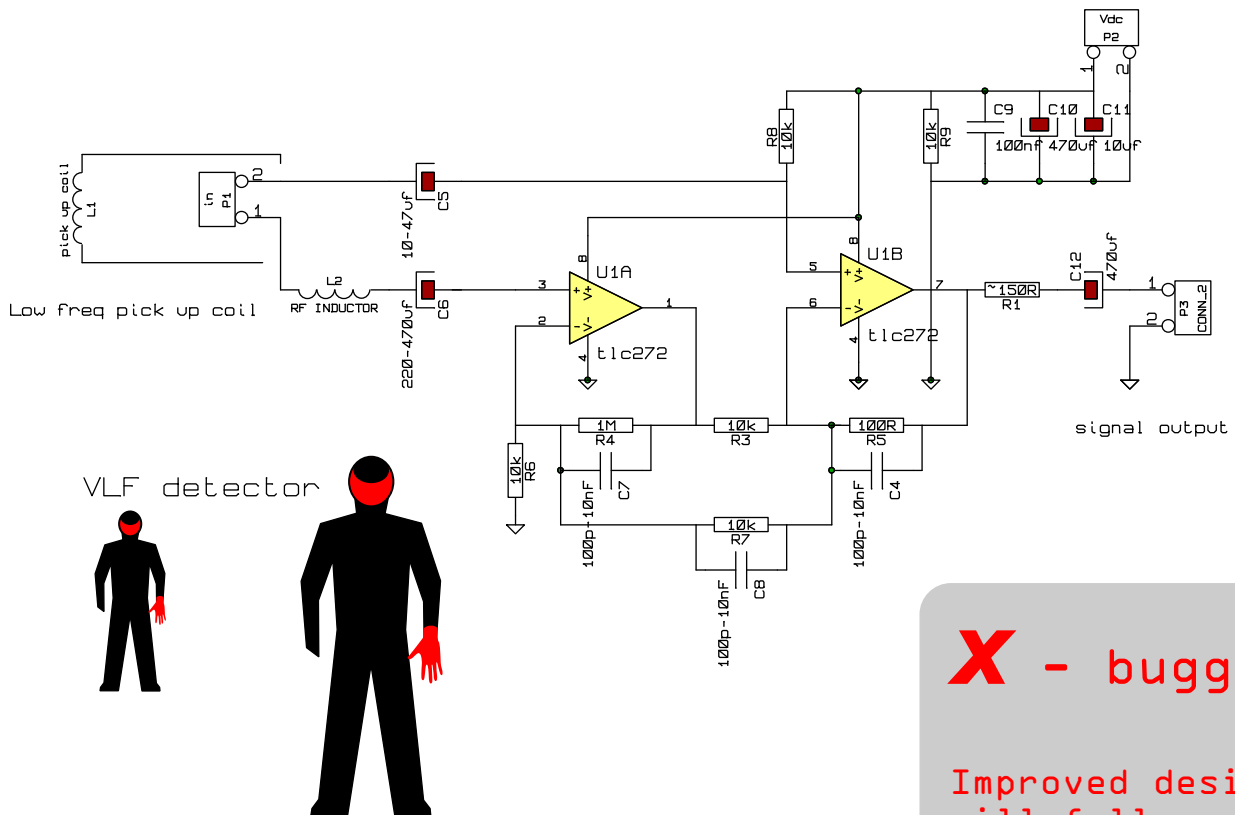 Vdc
P2
1
2
R8
10k
10k
R9
C9
C10
C11
100nf
470uf
10uf
pick up coil
L1
in
P1
2
1
10-47uf
C5
L2
RF INDUCTOR
220-470uf
C6
Low freq pick up coil
3
2
8
4
1
+
-
V+
V-
U1A
tlc272
5
6
8
4
7
+
-
V+
V-
U1B
tlc272
~150R
R1
C12
470uf
1
2
P3
CONN_2
signal output
10k
R6
1M
R4
C7
100p-10nF
10k
R3
100R
R5
C4
100p-10nF
10k
R7
C8
100p-10nF
VLF detector
X - bugg
Improved desi